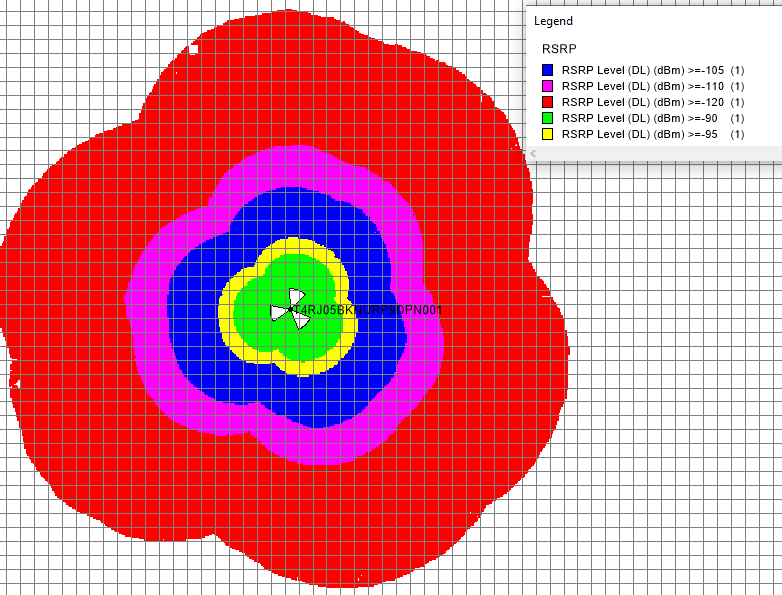 Legend
RSRP
RSRP Level (DL) (dBm) >=-105 (1)
RSRP Level (DL) (dBm) >=-110 (1)
RSRP Level (DL) (dBm) >=-120 (1)
RSRP Level (DL) (dBm) >=-90 (1)
RSRP Level (DL) (dBm) >=-95 (1)